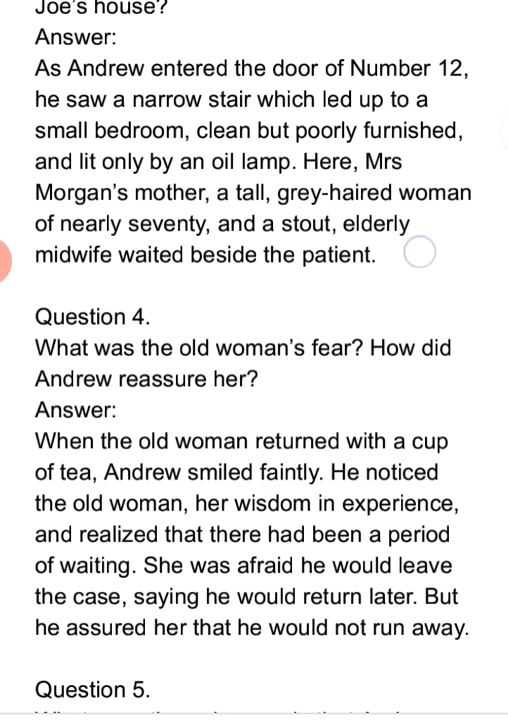 Joe's house?
Answer:
As Andrew entered the door of Number 12,
he saw a narrow stair which led up to a
small bedroom, clean but poorly furnished,
and lit only by an oil lamp. Here, Mrs
Morgan's mother, a tall, grey-haired woman
of nearly seventy, and a stout, elderly
midwife waited beside the patient.
Question 4.
What was the old woman's fear? How did
Andrew reassure her?
Answer:
When the old woman returned with a cup
of tea, Andrew smiled faintly. He noticed
the old woman, her wisdom in experience,
and realized that there had been a period
of waiting. She was afraid he would leave
the case, saying he would return later. But
he assured her that he would not run away.
Question 5.